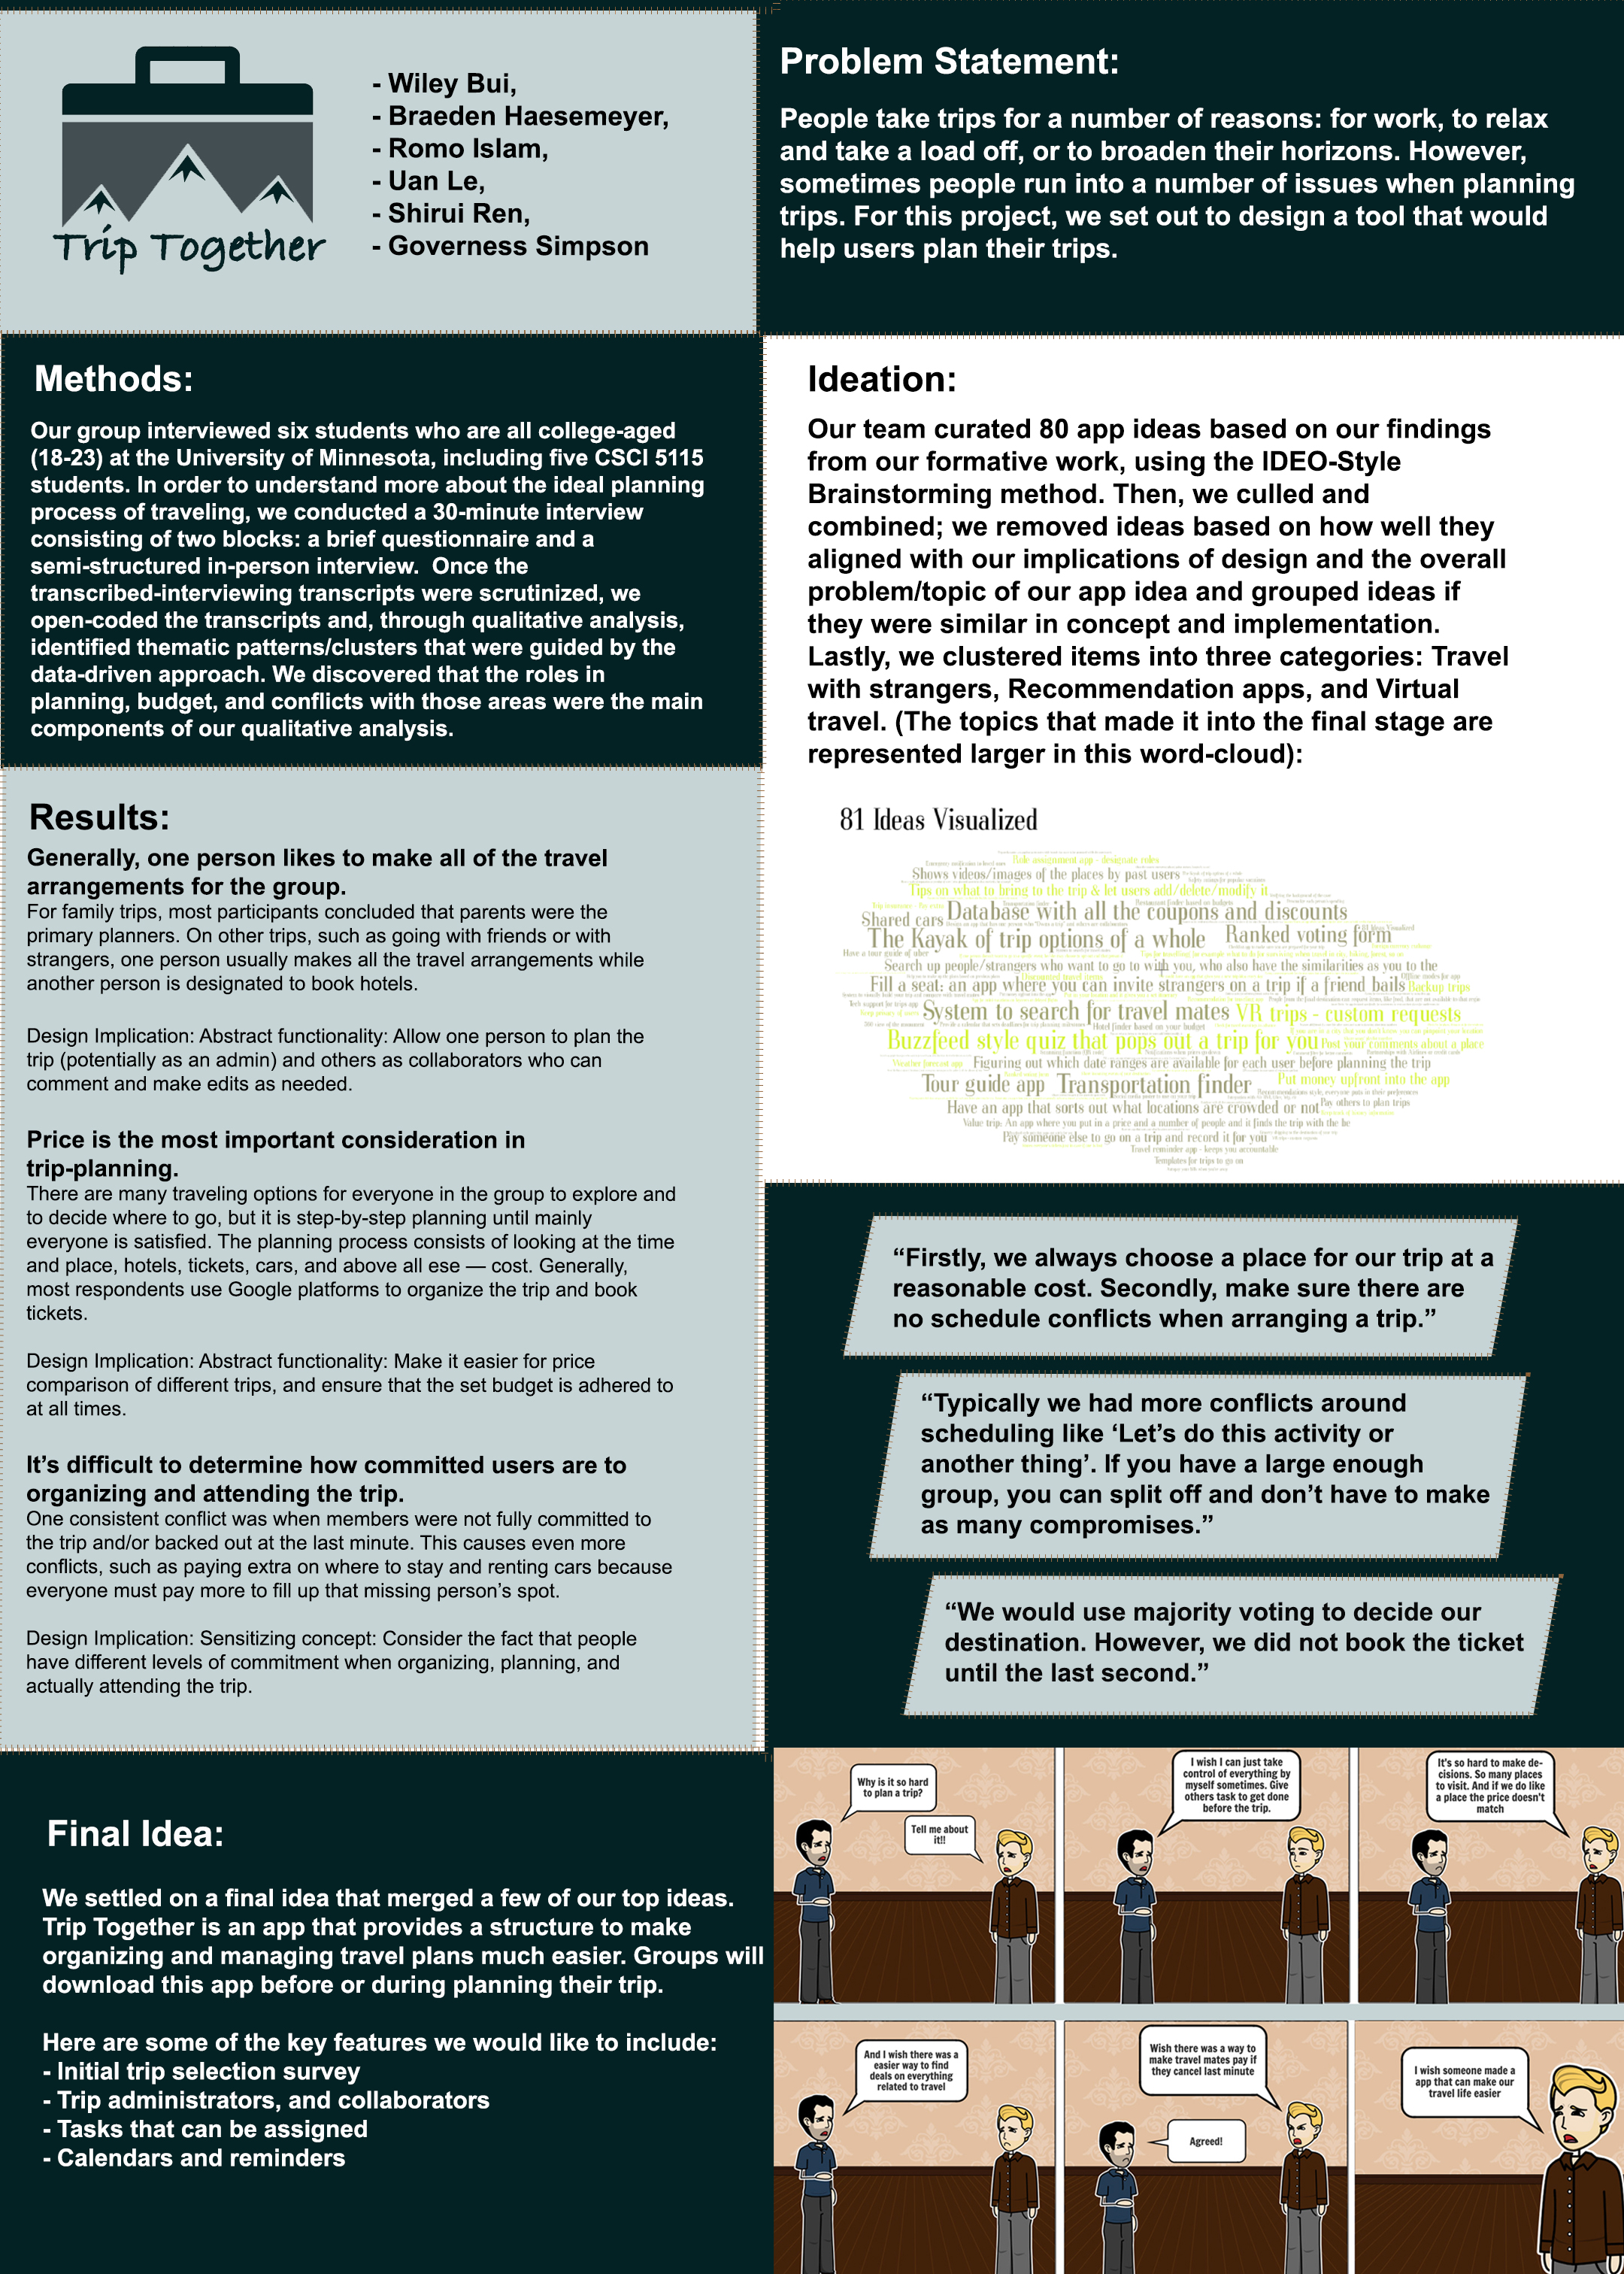 Trip Together
- Wiley Bui,
- Braeden Haesemeyer,
- Romo Islam,
- Uan Le,
- Shirui Ren,
- Governess Simpson
Problem Statement:
People take trips for a number of reasons: for work, to relax
and take a load off, or to broaden their horizons. However,
sometimes people run into a number of issues when planning
trips. For this project, we set out to design a tool that would
help users plan their trips.
Methods:
Our group interviewed six students who are all college-aged
(18-23) at the University of Minnesota, including five CSCI 5115
students. In order to understand more about the ideal planning
process of traveling, we conducted a 30-minute interview
consisting of two blocks: a brief questionnaire and a
semi-structured in-person interview.  Once the
transcribed-interviewing transcripts were scrutinized, we
open-coded the transcripts and, through qualitative analysis,
identified thematic patterns/clusters that were guided by the
data-driven approach. We discovered that the roles in
planning, budget, and conflicts with those areas were the main
components of our qualitative analysis.
Results:
Generally, one person likes to make all of the travel
arrangements for the group.
For family trips, most participants concluded that parents were the
primary planners. On other trips, such as going with friends or with
strangers, one person usually makes all the travel arrangements while
another person is designated to book hotels.
Design Implication: Abstract functionality: Allow one person to plan the
trip (potentially as an admin) and others as collaborators who can
comment and make edits as needed.
Price is the most important consideration in
trip-planning.
There are many traveling options for everyone in the group to explore and
to decide where to go, but it is step-by-step planning until mainly
everyone is satisfied. The planning process consists of looking at the time
and place, hotels, tickets, cars, and above all ese — cost. Generally,
most respondents use Google platforms to organize the trip and book
tickets.
Design Implication: Abstract functionality: Make it easier for price
comparison of different trips, and ensure that the set budget is adhered to
at all times.
It's difficult to determine how committed users are to
organizing and attending the trip.
One consistent conflict was when members were not fully committed to
the trip and/or backed out at the last minute. This causes even more
conflicts, such as paying extra on where to stay and renting cars because
everyone must pay more to fill up that missing person's spot.
Design Implication: Sensitizing concept: Consider the fact that people
have different levels of commitment when organizing, planning, and
actually attending the trip.
Ideation:
Our team curated 80 app ideas based on our findings
from our formative work, using the IDEO-Style
Brainstorming method. Then, we culled and
combined; we removed ideas based on how well they
aligned with our implications of design and the overall
problem/topic of our app idea and grouped ideas if
they were similar in concept and implementation.
Lastly, we clustered items into three categories: Travel
with strangers, Recommendation apps, and Virtual
travel. (The topics that made it into the final stage are
represented larger in this word-cloud):
81 Ideas Visualized
Role assignment app - designate roles
Shows videos/images of the places by past users
Tips on what to bring to the trip & let users add/delete/modify it
Shared cars
Database with all the coupons and discounts
The Kayak of trip options of a whole
Ranked voting form
Search up people/strangers who want to go to with you, who also have the similarities as you to the
Fill a seat: an app where you can invite strangers on a trip if a friend bails
Backup trips
System to search for travel mates
VR trips - custom requests
Hotel finder based on your budget
Buzzfeed style quiz that pops out a trip for you
Post your comments about a place
Weather forecast app
Figuring out which date ranges are available for each user before planning the trip
Tour guide app
Transportation finder
Put money upfront into the app
Have an app that sorts out what locations are crowded or not
Pay others to plan trips
Value trip: An app where you put in a price and a number of people and it finds the trip with the be
Pay someone else to go on a trip and record it for you
Travel reminder app - keeps you accountable
Templates for trips to go on
“Firstly, we always choose a place for our trip at a
reasonable cost. Secondly, make sure there are
no schedule conflicts when arranging a trip.”
“Typically we had more conflicts around
scheduling like ‘Let’s do this activity or
another thing’. If you have a large enough
group, you can split off and don’t have to make
as many compromises.”
“We would use majority voting to decide our
destination. However, we did not book the ticket
until the last second.”
Final Idea:
We settled on a final idea that merged a few of our top ideas.
Trip Together is an app that provides a structure to make
organizing and managing travel plans much easier. Groups will
download this app before or during planning their trip.
Here are some of the key features we would like to include:
- Initial trip selection survey
- Trip administrators, and collaborators
- Tasks that can be assigned
- Calendars and reminders
Why is it so hard
to plan a trip?
Tell me about
it!!
I wish I can just take
control of everything by
myself sometimes. Give
others task to get done
before the trip.
It's so hard to make de-
cisions. So many places
to visit. And if we do like
a place the price doesn't
match
And I wish there was a
easier way to find
deals on everything
related to travel
Wish there was a way to
make travel mates pay if
they cancel last minute
Agreed!
I wish someone made a
app that can make our
travel life easier